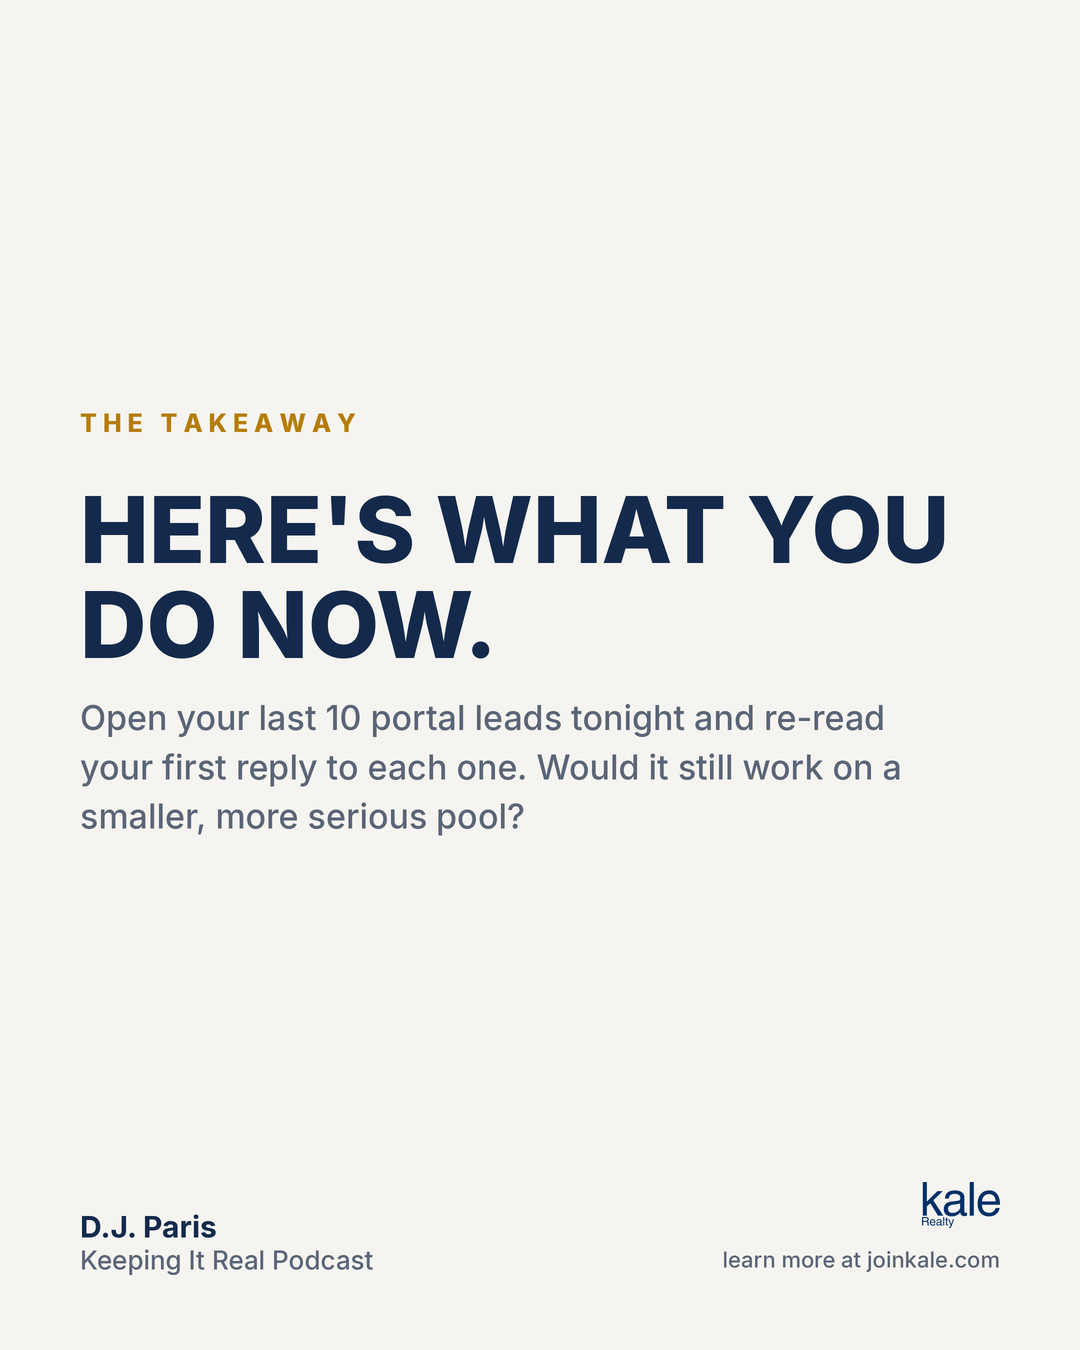 THE TAKEAWAY
HERE'S WHAT YOU
DO NOW.
Open your last 10 portal leads tonight and re-read
your first reply to each one. Would it still work on a
smaller, more serious pool?
D.J. Paris
Keeping It Real Podcast
kale
Realty
learn more at joinkale.com